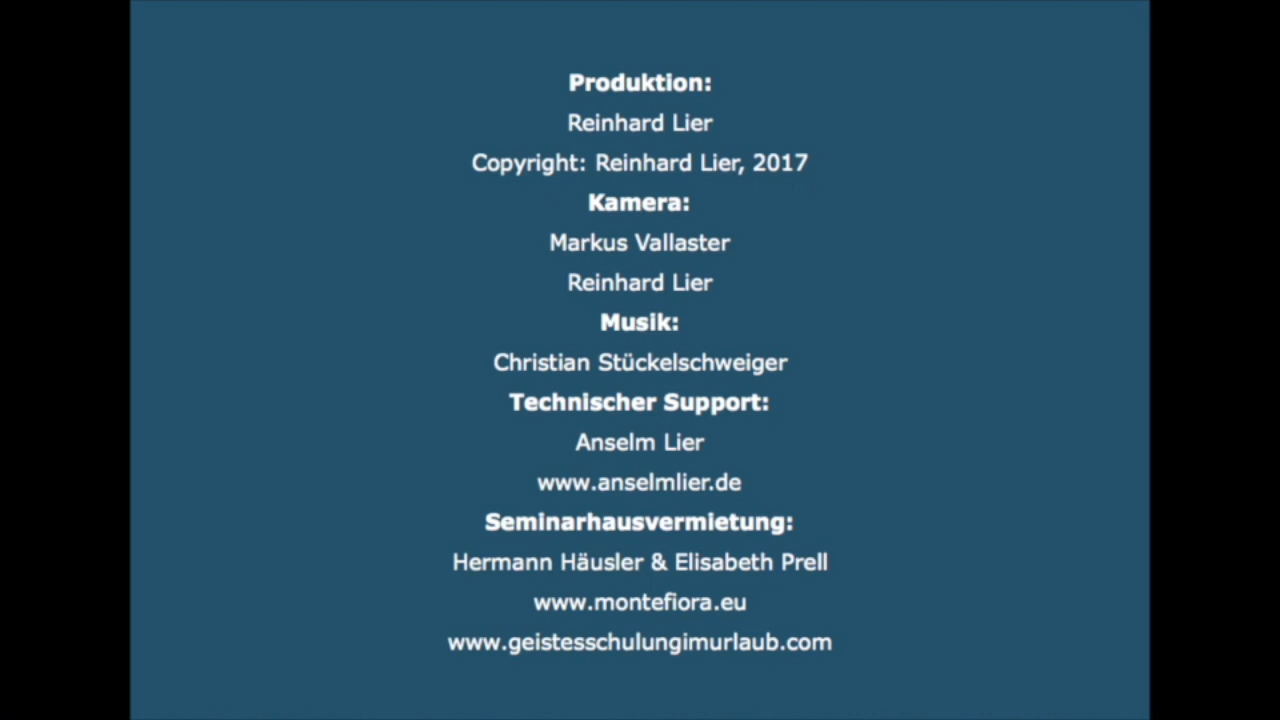 Produktion:
Reinhard Lier
Copyright: Reinhard Lier, 2017
Kamera:
Markus Vallaster
Reinhard Lier
Musik:
Christian Stückelschweiger
Technischer Support:
Anselm Lier
www.anselmlier.de
Seminarhausvermietung:
Hermann Häusler & Elisabeth Prell
www.montefiora.eu
www.geistesschulungimurlaub.com